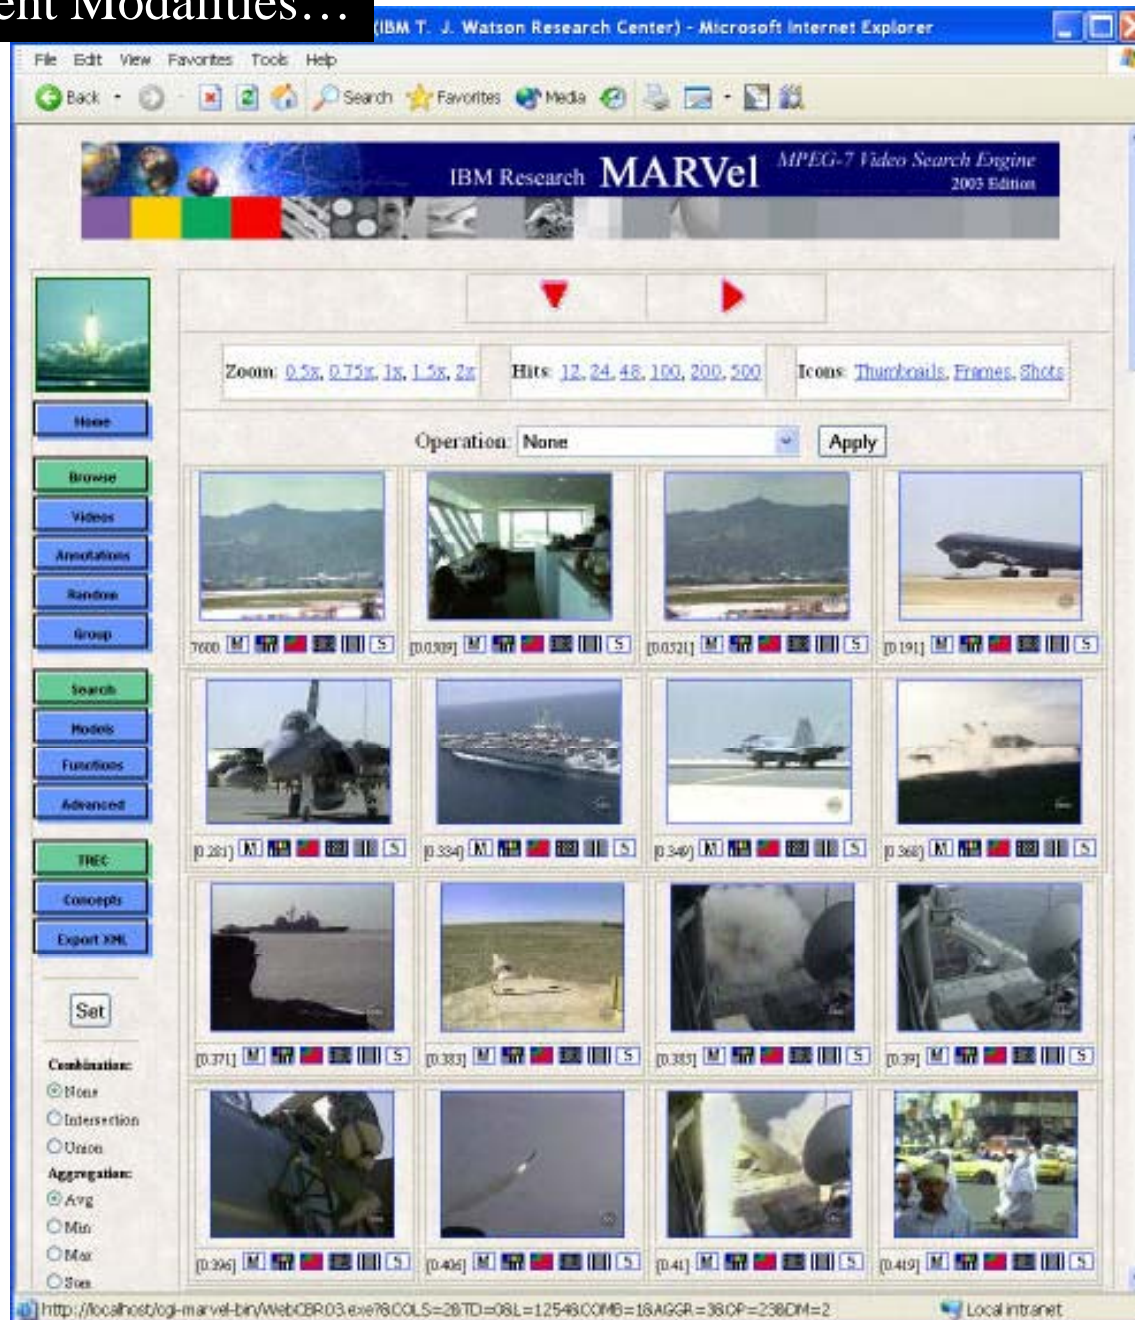 ent Modalities…
(IBM T. J. Watson Research Center) - Microsoft Internet Explorer
File Edit View Favorites Tools Help
Back Search Favorites Media
IBM Research MARVel MPEG-7 Video Search Engine
2003 Edition
Zoom: 0.5x, 0.75x, 1x, 1.5x, 2x Hits: 12, 24, 48, 100, 200, 500 Icons: Thumbnails, Frames, Shots
Operation: None Apply
Home
Browse
Videos
Annotations
Random
Group
Search
Models
Functions
Advanced
TREC
Concepts
Export XML
Set
Combination:
None
Intersection
Union
Aggregation:
Avg
Min
Max
Sum
7600 M S [0.0309] M S [0.0321] M S [0.191] M S
[0.281] M S [0.334] M S [0.349] M S [0.368] M S
[0.371] M S [0.383] M S [0.385] M S [0.39] M S
[0.396] M S [0.406] M S [0.41] M S [0.419] M S
http://localhost/cgi-marvel-bin/WebCBR03.exe?&COLS=2&TD=0&L=1254&COMB=1&AGGR=3&OP=23&DM=2 Local intranet